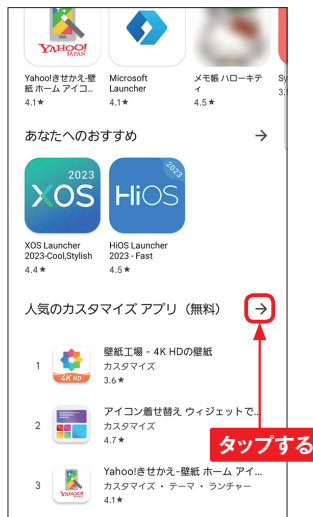 YAHOO!
JAPAN
Yahoo!きせかえ-壁
紙 ホーム アイコ...
4.1★
Microsoft
Launcher
4.1★
メモ帳 ハローキテ
ィ
4.5★
Sy
3.
あなたへのおすすめ →
2023
XOS
2023
HiOS
XOS Launcher
2023-Cool,Stylish
4.4★
HiOS Launcher
2023 - Fast
4.5★
人気のカスタマイズ アプリ（無料） →
1
4K HD
壁紙工場 - 4K HDの壁紙
カスタマイズ
3.6★
2
アイコン着せ替え ウィジェットで...
カスタマイズ
4.7★
タップする
3
YAHOO!
JAPAN
Yahoo!きせかえ-壁紙 ホーム アイ...
カスタマイズ ・ テーマ ・ ランチャー
4.1★